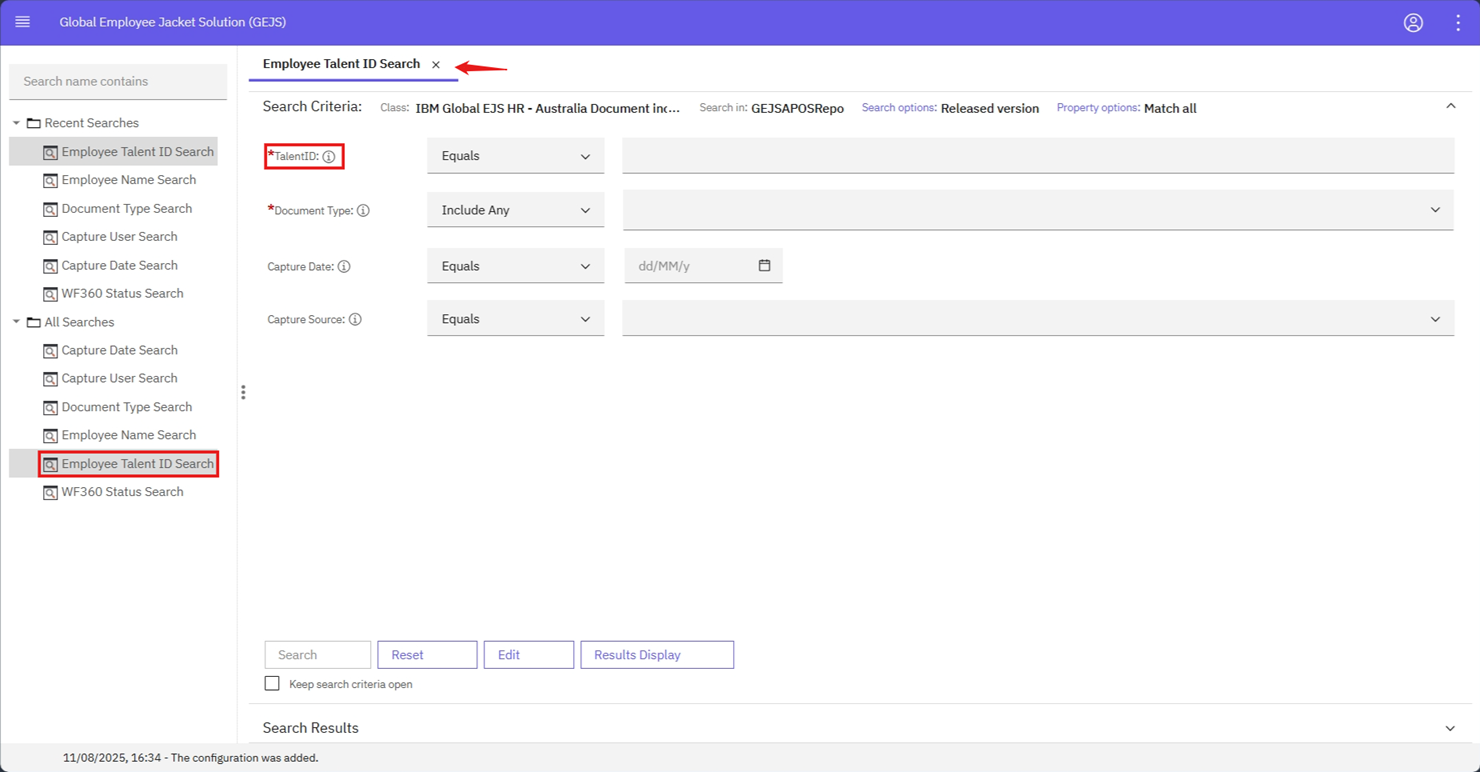 Global Employee Jacket Solution (GEJS)
Search name contains
Recent Searches
Employee Talent ID Search
Employee Name Search
Document Type Search
Capture User Search
Capture Date Search
WF360 Status Search
All Searches
Capture Date Search
Capture User Search
Document Type Search
Employee Name Search
Employee Talent ID Search
WF360 Status Search
Employee Talent ID Search
Search Criteria: Class: IBM Global EJS HR - Australia Document inc... Search in: GEJSAPOSRepo Search options: Released version Property options: Match all
*TalentID: Equals
*Document Type: Include Any
Capture Date: Equals dd/MM/y
Capture Source: Equals
Search Reset Edit Results Display
Keep search criteria open
Search Results
11/08/2025, 16:34 - The configuration was added.